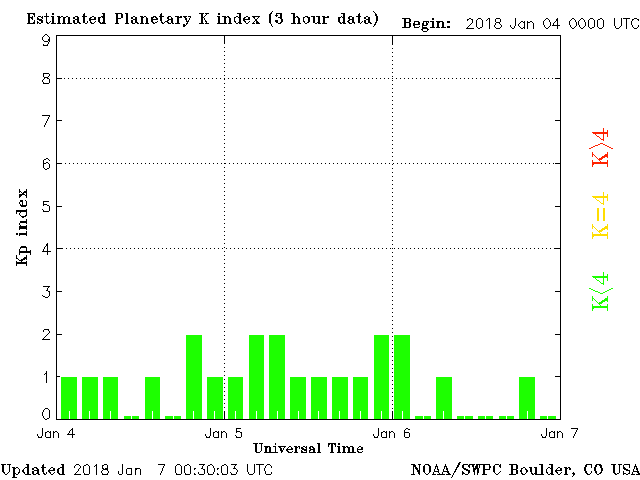 Estimated Planetary K index (3 hour data)
Begin: 2018 Jan 04 0000 UTC
9
8
7
6
5
4
3
2
1
0
Kp index
K>4
K=4
K<4
Jan 4 Jan 5 Jan 6 Jan 7
Universal Time
Updated 2018 Jan 7 00:30:03 UTC
NOAA/SWPC Boulder, CO USA